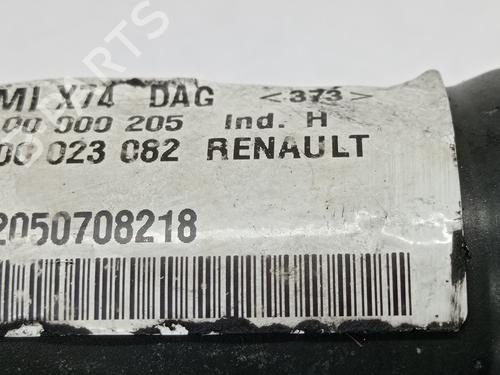 MI X74 DAG <373>
00 000 205 Ind. H
00 023 082 RENAULT
2050708218